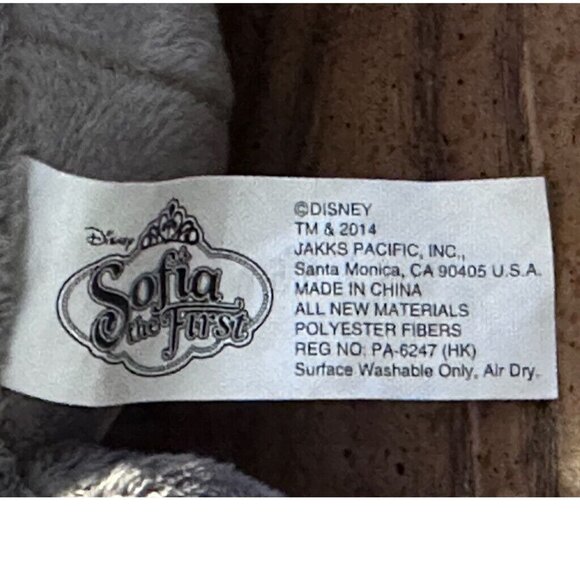 Disney
Sofia
the First
©DISNEY
TM & 2014
JAKKS PACIFIC, INC.,
Santa Monica, CA 90405 U.S.A.
MADE IN CHINA
ALL NEW MATERIALS
POLYESTER FIBERS
REG NO: PA-6247 (HK)
Surface Washable Only, Air Dry.